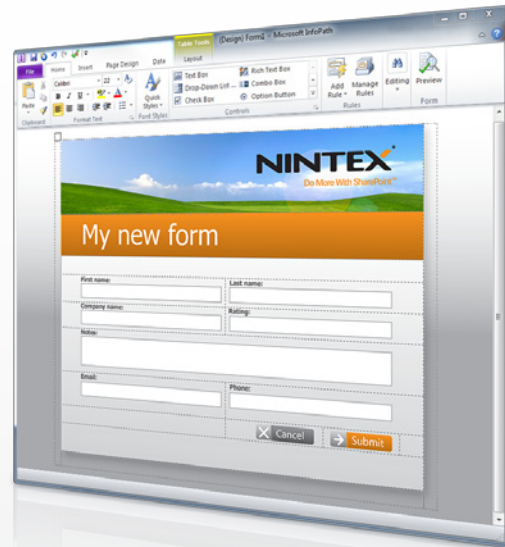 Table Tools
(Design) Form1 - Microsoft InfoPath
File
Home
Insert
Page Design
Data
Layout
Paste
Clipboard
Calibri
B I U
Format Text
Quick Styles
Font Styles
Text Box
Rich Text Box
Drop-Down List ...
Combo Box
Check Box
Option Button
Controls
Add Rule
Manage Rules
Rules
Editing
Preview
Form
NINTEX
Do More With SharePoint™
My new form
First name:
Last name:
Company name:
Rating:
Notes:
Email:
Phone:
Cancel
Submit